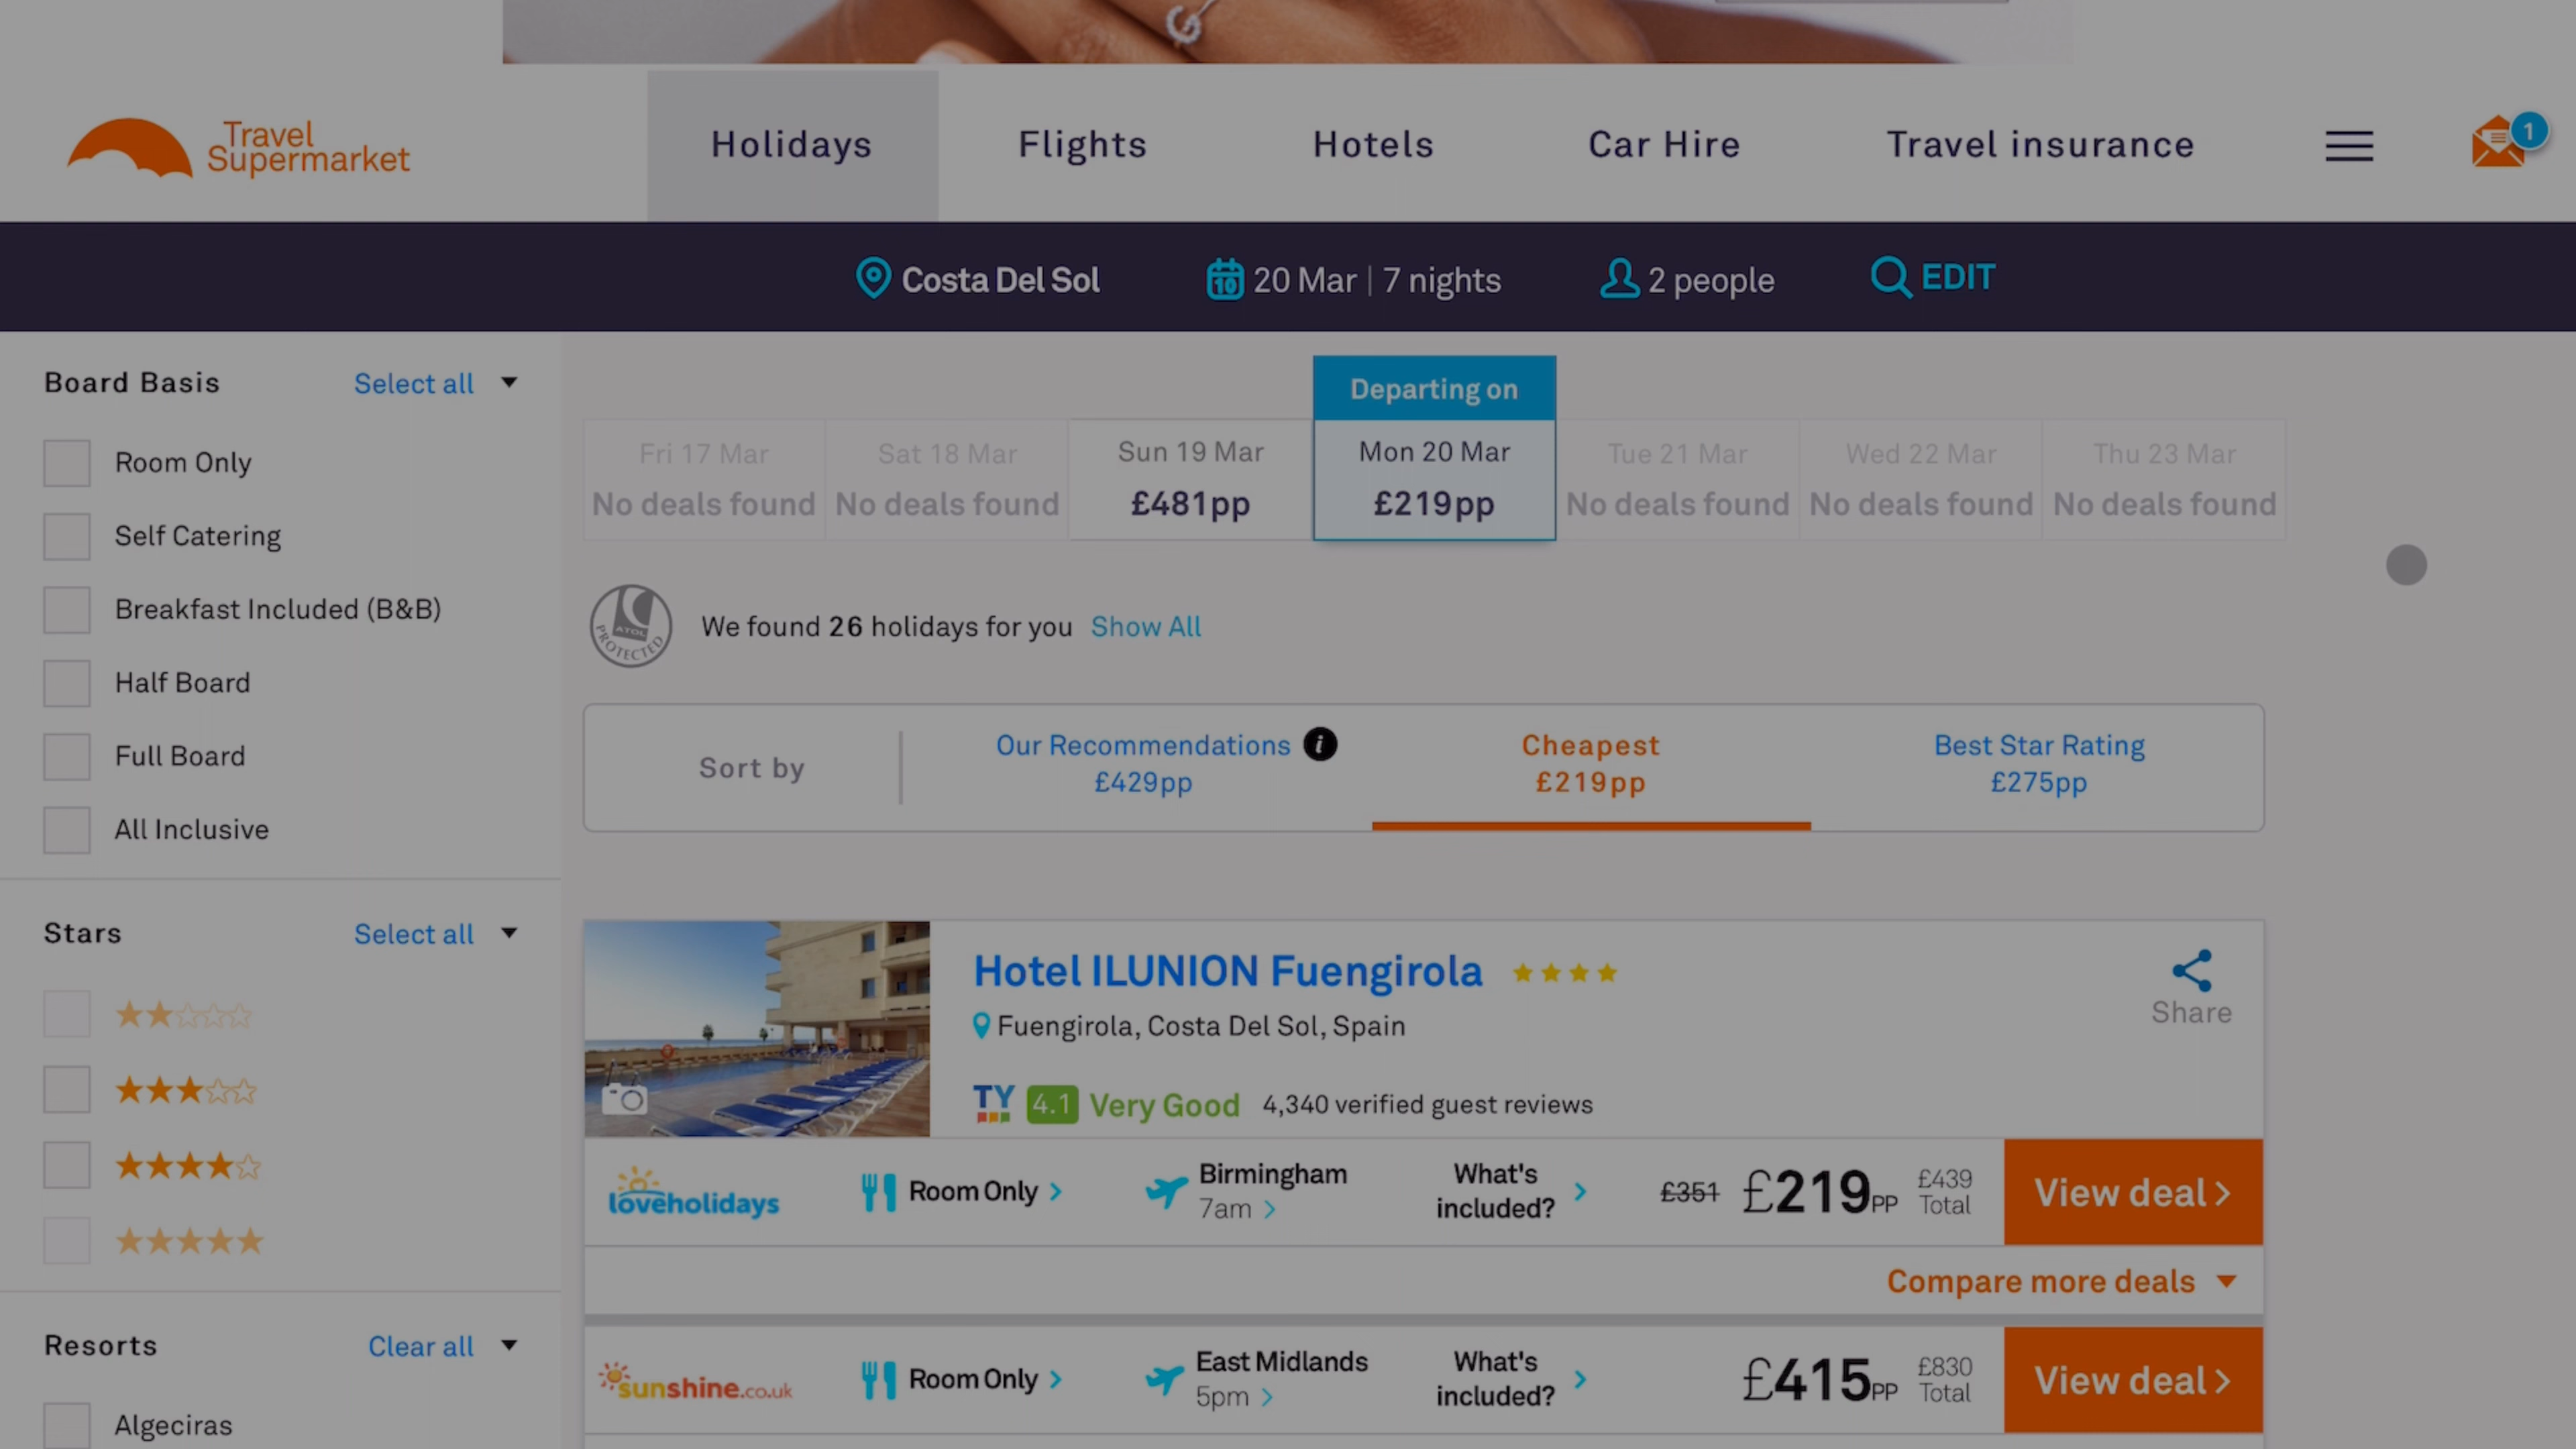 Travel
Supermarket
Holidays
Flights
Hotels
Car Hire
Travel insurance
1
Costa Del Sol
10
20 Mar | 7 nights
2 people
EDIT
Board Basis
Select all
Room Only
Self Catering
Breakfast Included (B&B)
Half Board
Full Board
All Inclusive
Stars
Select all
Resorts
Clear all
Algeciras
Departing on
Fri 17 Mar
No deals found
Sat 18 Mar
No deals found
Sun 19 Mar
£481pp
Mon 20 Mar
£219pp
Tue 21 Mar
No deals found
Wed 22 Mar
No deals found
Thu 23 Mar
No deals found
ATOL
PROTECTED
We found 26 holidays for you Show All
Sort by
Our Recommendations i
£429pp
Cheapest
£219pp
Best Star Rating
£275pp
Hotel ILUNION Fuengirola
Fuengirola, Costa Del Sol, Spain
TY 4.1 Very Good 4,340 verified guest reviews
Share
loveholidays
Room Only
Birmingham
7am
What's
included?
£351
£219PP
£439
Total
View deal
Compare more deals
sunshine.co.uk
Room Only
East Midlands
5pm
What's
included?
£415PP
£830
Total
View deal